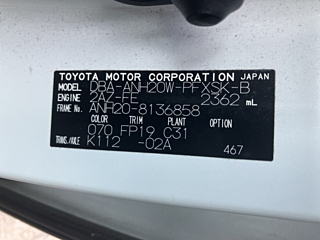 TOYOTA MOTOR CORPORATION JAPAN
MODEL DBA-ANH20W-PFXSK-B
ENGINE 2AZ-FE 2362 mL
FRAME No. ANH20-8136858
COLOR TRIM PLANT OPTION
070 FP19 C31
TRANS./AXLE K112 -02A
467